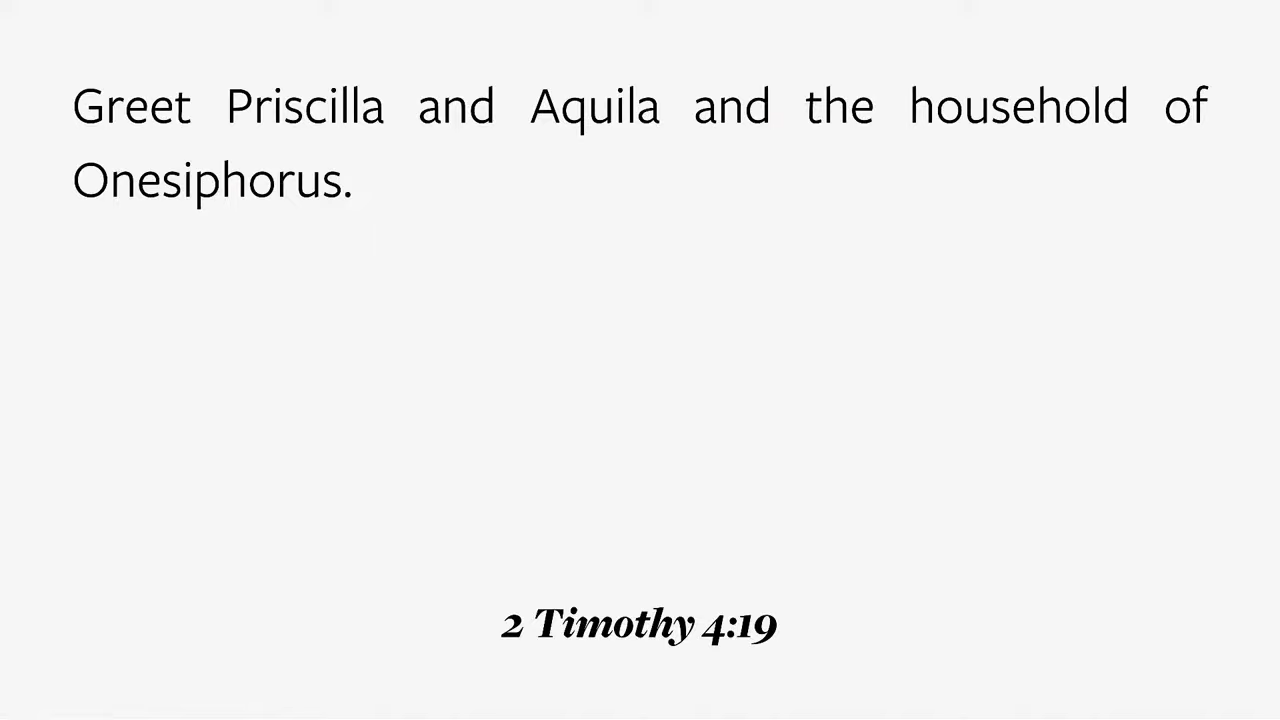 Greet Priscilla and Aquila and the household of
Onesiphorus.
2 Timothy 4:19